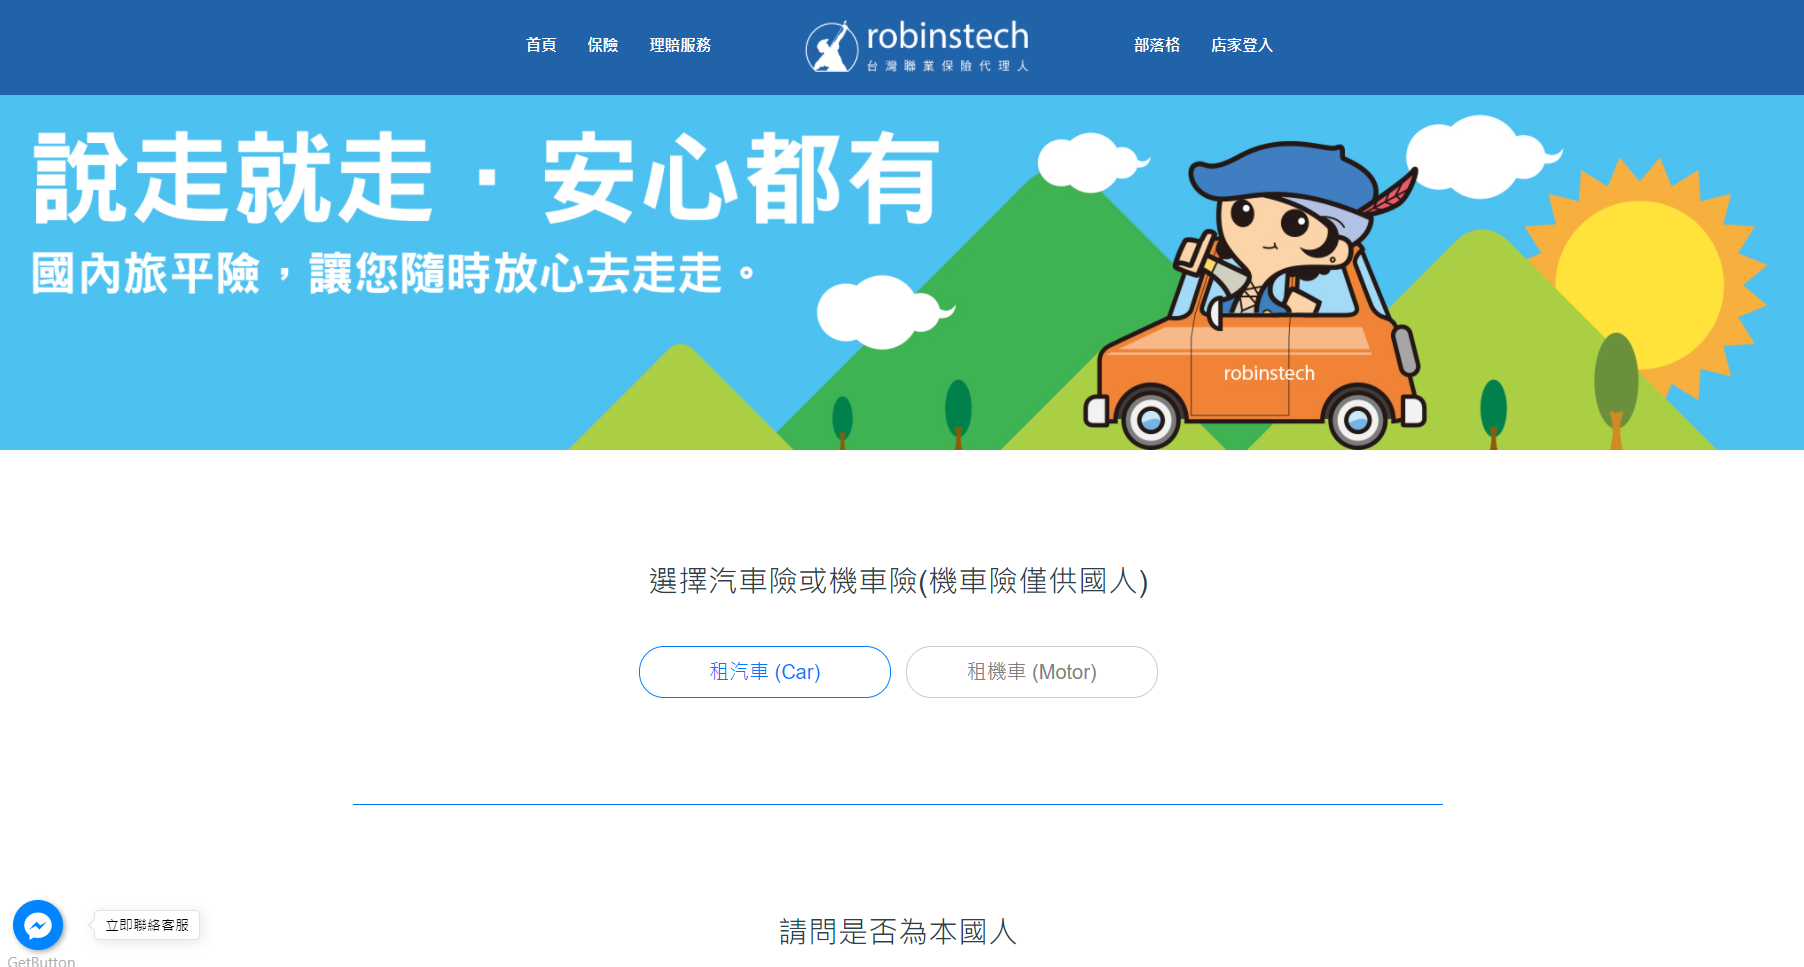 首頁 保險 理賠服務
robinstech
台灣聯業保險代理人
部落格 店家登入
說走就走·安心都有
國內旅平險，讓您隨時放心去走走。
robinstech
選擇汽車險或機車險(機車險僅供國人)
租汽車 (Car)
租機車 (Motor)
請問是否為本國人
立即聯絡客服
GetButton